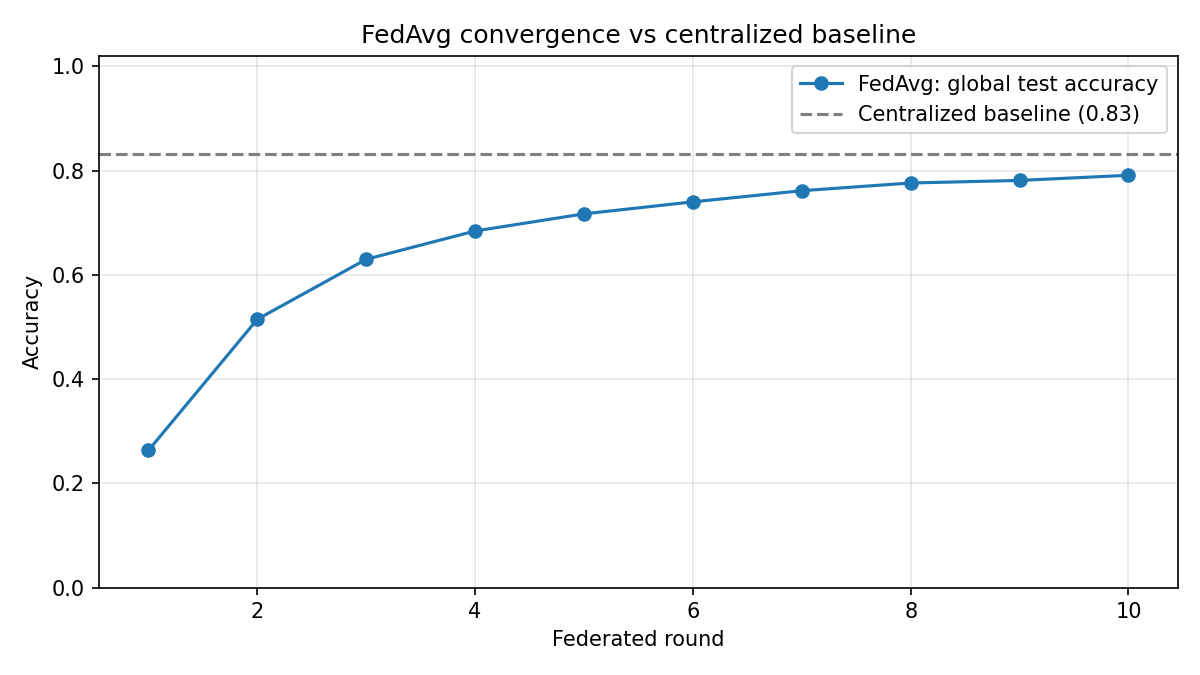 FedAvg convergence vs centralized baseline
1.0
0.8
0.6
0.4
0.2
0.0
Accuracy
FedAvg: global test accuracy
Centralized baseline (0.83)
2 4 6 8 10
Federated round